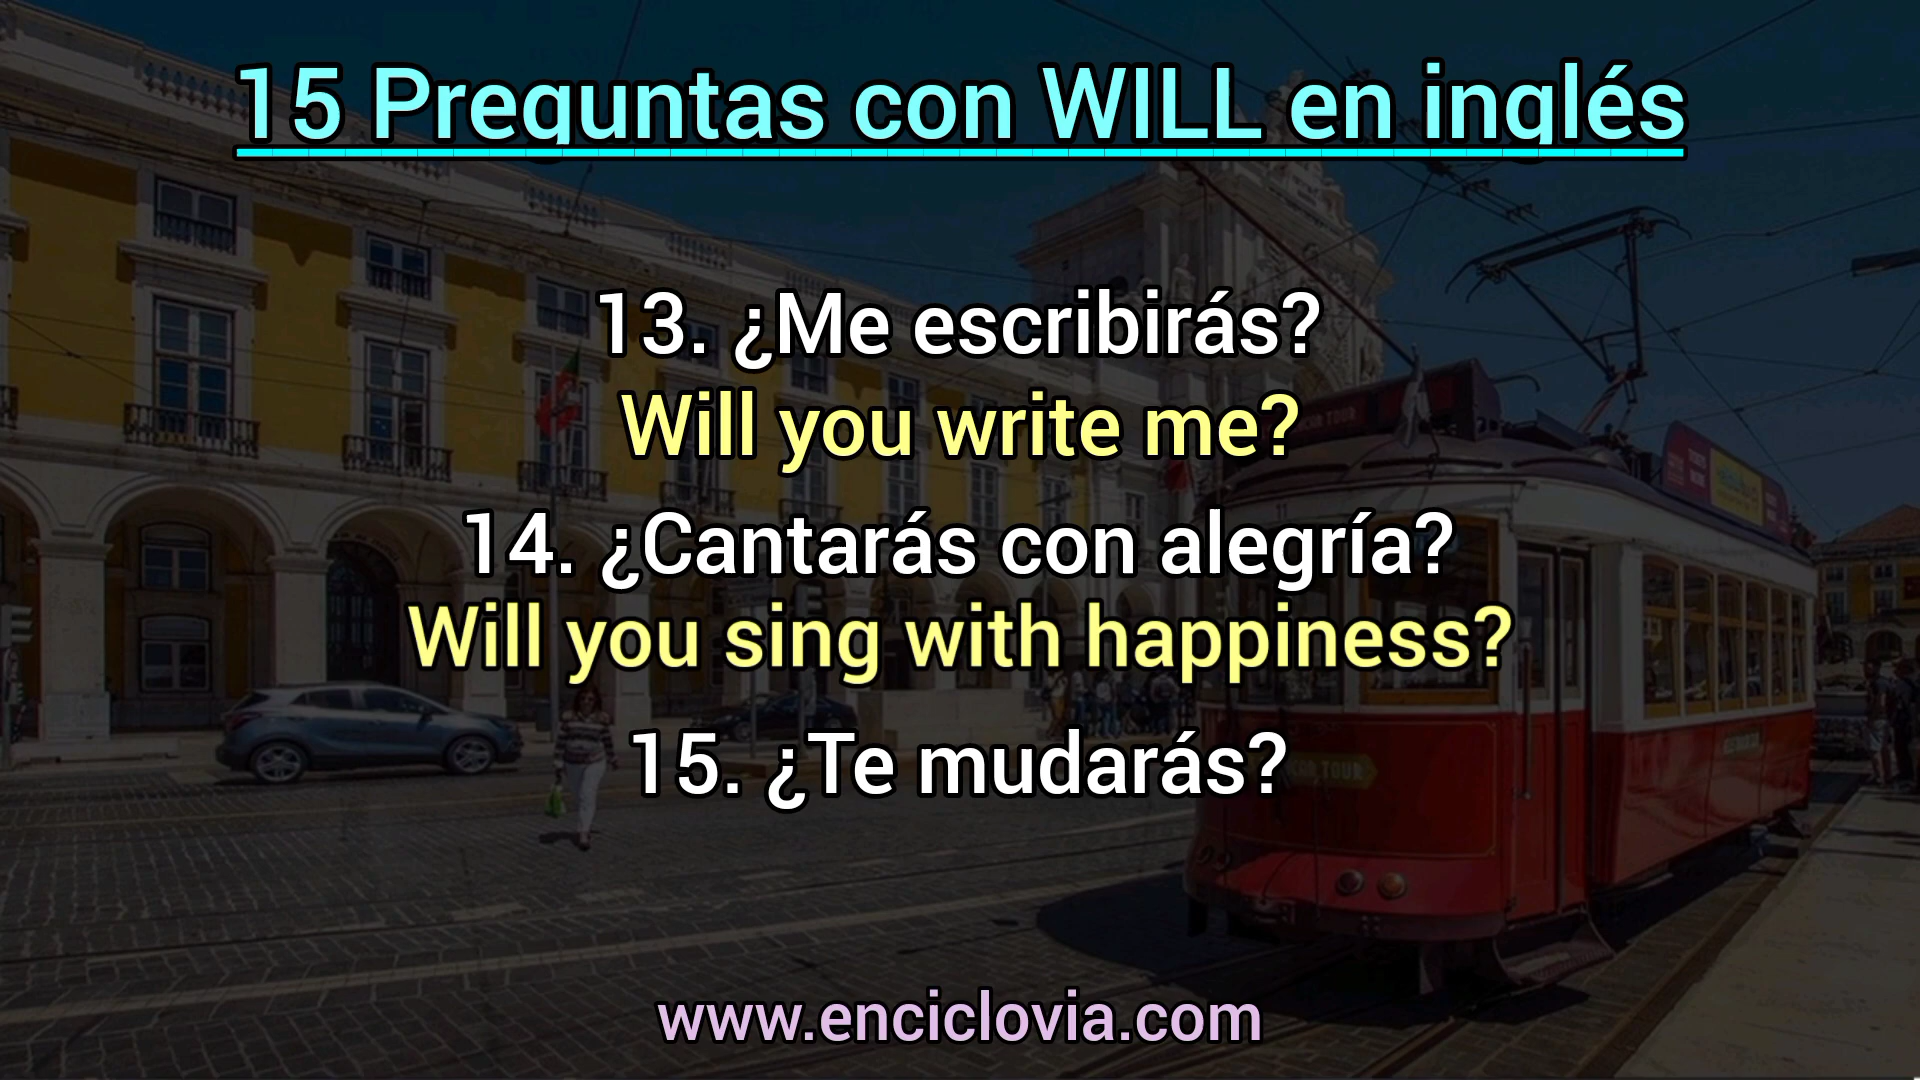 15 Preguntas con WILL en inglés
13. ¿Me escribirás?
Will you write me?
14. ¿Cantarás con alegría?
Will you sing with happiness?
15. ¿Te mudarás?
www.enciclovia.com